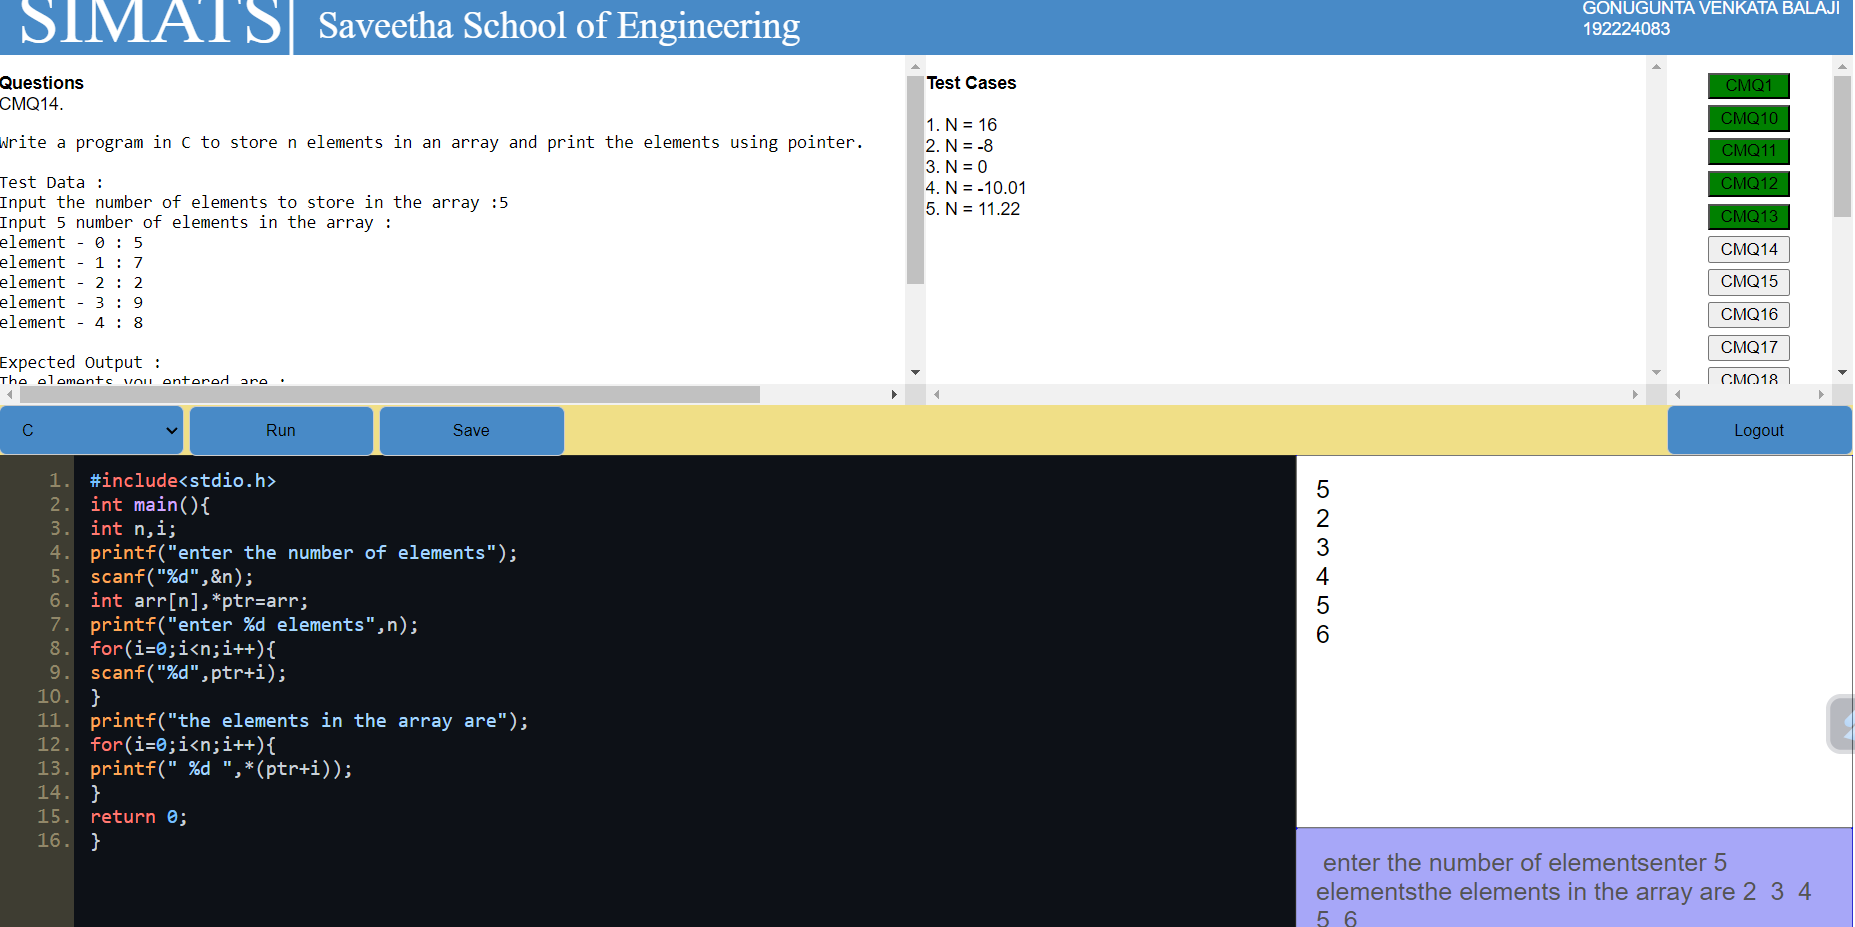 SIMATS Saveetha School of Engineering
GONUGUNTA VENKATA BALAJI
192224083
Questions
CMQ14.
Write a program in C to store n elements in an array and print the elements using pointer.
Test Data :
Input the number of elements to store in the array :5
Input 5 number of elements in the array :
element - 0 : 5
element - 1 : 7
element - 2 : 2
element - 3 : 9
element - 4 : 8
Expected Output :
The elements you entered are :
Test Cases
1. N = 16
2. N = -8
3. N = 0
4. N = -10.01
5. N = 11.22
CMQ1
CMQ10
CMQ11
CMQ12
CMQ13
CMQ14
CMQ15
CMQ16
CMQ17
CMQ18
C
Run
Save
Logout
1. #include<stdio.h>
2. int main(){
3. int n,i;
4. printf("enter the number of elements");
5. scanf("%d",&n);
6. int arr[n],*ptr=arr;
7. printf("enter %d elements",n);
8. for(i=0;i<n;i++){
9. scanf("%d",ptr+i);
10. }
11. printf("the elements in the array are");
12. for(i=0;i<n;i++){
13. printf(" %d ",*(ptr+i));
14. }
15. return 0;
16. }
5
2
3
4
5
6
enter the number of elementsenter 5
elementsthe elements in the array are 2 3 4
5 6